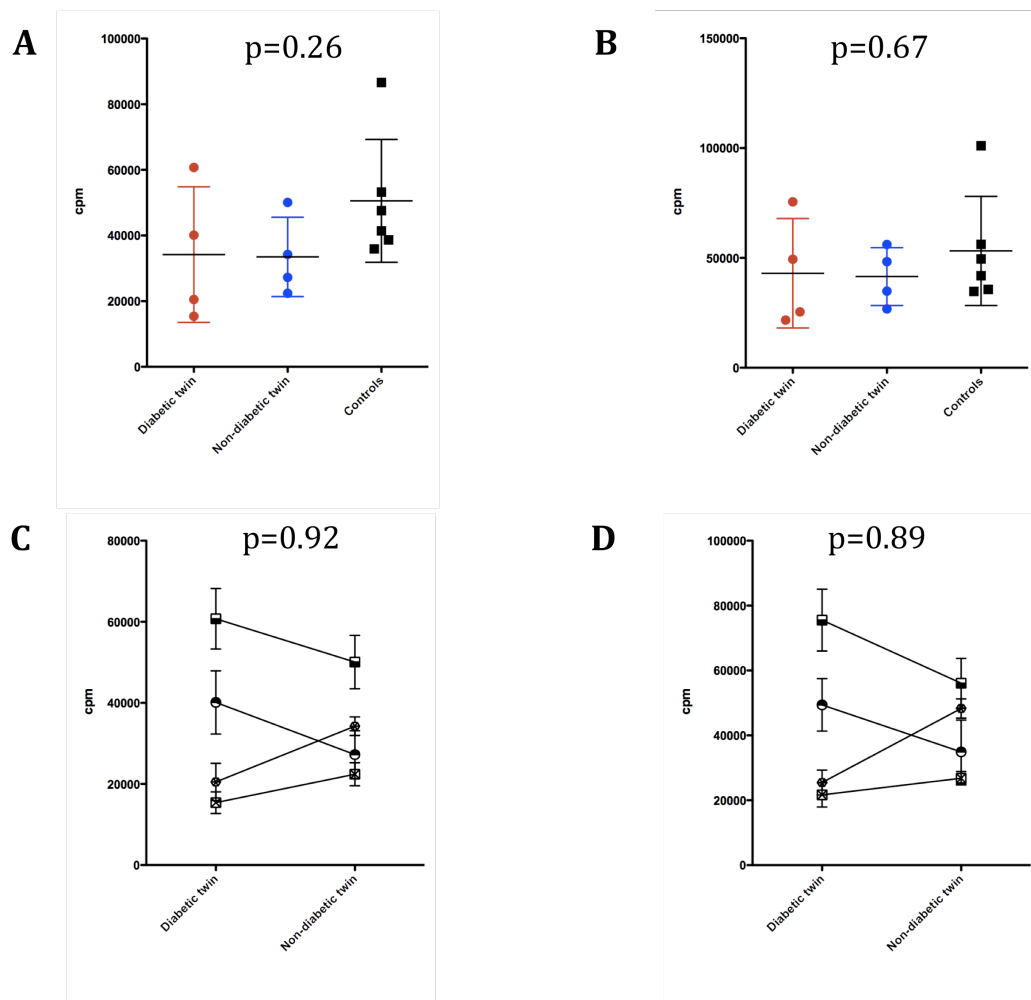 A
p=0.26
100000
80000
60000
40000
20000
0
cpm
Diabetic twin
Non-diabetic twin
Controls
B
p=0.67
150000
100000
50000
0
cpm
Diabetic twin
Non-diabetic twin
Controls
C
p=0.92
80000
60000
40000
20000
0
cpm
Diabetic twin
Non-diabetic twin
D
p=0.89
100000
80000
60000
40000
20000
0
cpm
Diabetic twin
Non-diabetic twin